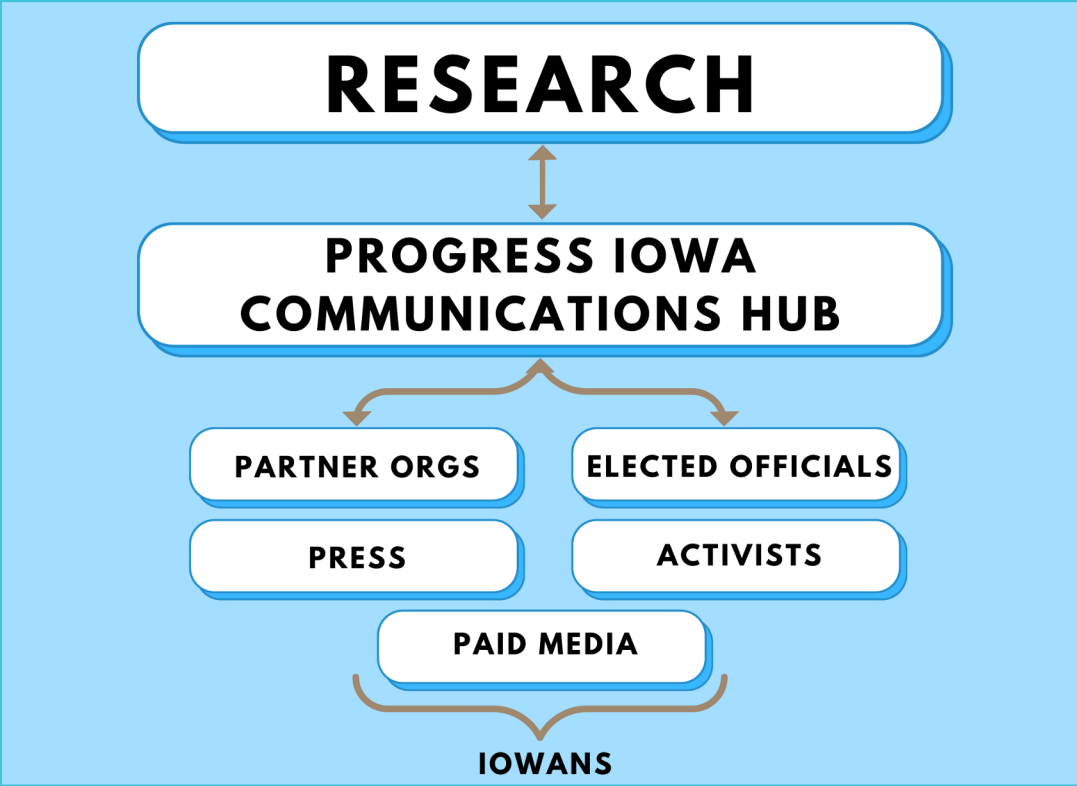 RESEARCH
PROGRESS IOWA
COMMUNICATIONS HUB
PARTNER ORGS
ELECTED OFFICIALS
PRESS
ACTIVISTS
PAID MEDIA
IOWANS